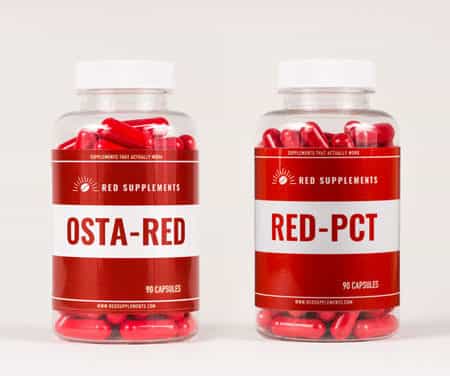 SUPPLEMENTS THAT ACTUALLY WORK
RED SUPPLEMENTS
OSTA-RED
90 CAPSULES
WWW.REDSUPPLEMENTS.COM
SUPPLEMENTS THAT ACTUALLY WORK
RED SUPPLEMENTS
RED-PCT
90 CAPSULES
WWW.REDSUPPLEMENTS.COM